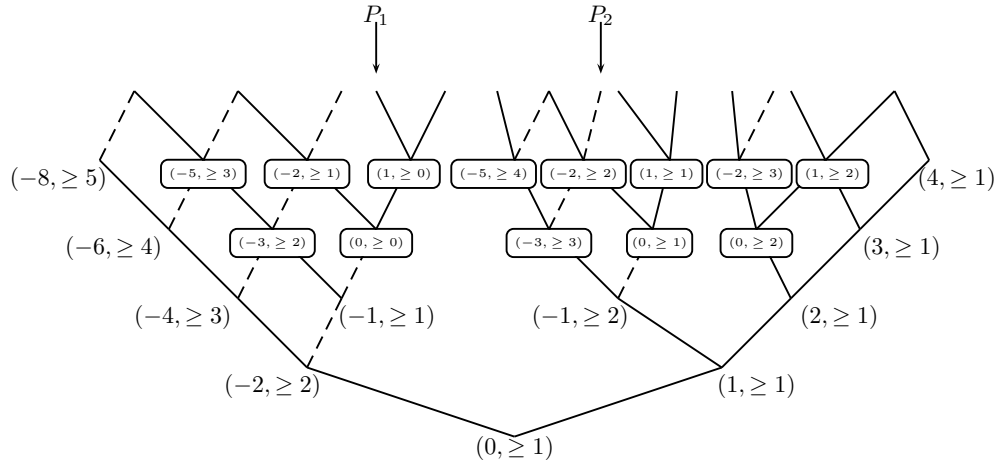 P₁ P₂
(−8, ≥ 5) (−5, ≥ 3) (−2, ≥ 1) (1, ≥ 0) (−5, ≥ 4) (−2, ≥ 2) (1, ≥ 1) (−2, ≥ 3) (1, ≥ 2) (4, ≥ 1)
(−6, ≥ 4) (−3, ≥ 2) (0, ≥ 0) (−3, ≥ 3) (0, ≥ 1) (0, ≥ 2) (3, ≥ 1)
(−4, ≥ 3) (−1, ≥ 1) (−1, ≥ 2) (2, ≥ 1)
(−2, ≥ 2) (1, ≥ 1)
(0, ≥ 1)